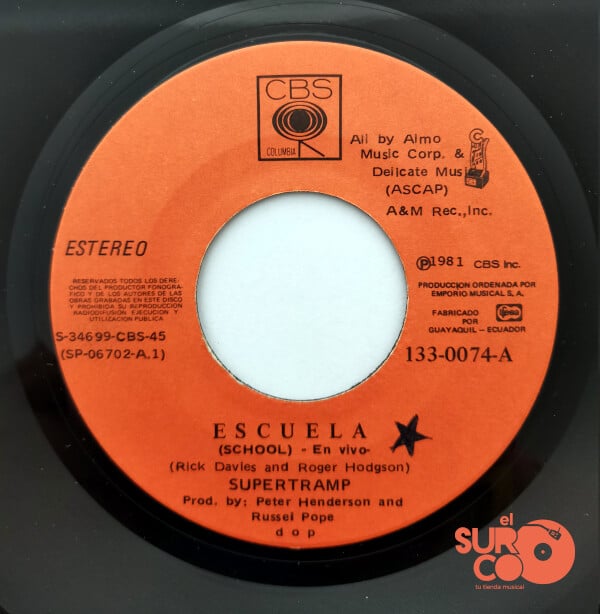 CBS
COLUMBIA
All by Almo
Music Corp. &
Delicate Mus
(ASCAP)
A&M Rec.,Inc.
ESTEREO
RESERVADOS TODOS LOS DERE-
CHOS DEL PRODUCTOR FONOGRA-
FICO Y DE LOS AUTORES DE LAS
OBRAS GRABADAS EN ESTE DISCO
Y PROHIBIDA SU REPRODUCCION
RADIODIFUSION EJECUCION Y
UTILIZACION PUBLICA
S-34699-CBS-45
(SP-06702-A.1)
Ⓟ1981 CBS Inc.
PRODUCCION ORDENADA POR
EMPORIO MUSICAL S, A,
FABRICADO POR
GUAYAQUIL – ECUADOR
133-0074-A
ESCUELA
(SCHOOL) - En vivo-
(Rick Davies and Roger Hodgson)
SUPERTRAMP
Prod. by: Peter Henderson and
Russel Pope
d o p
el
SUR
CO
tu tienda musical